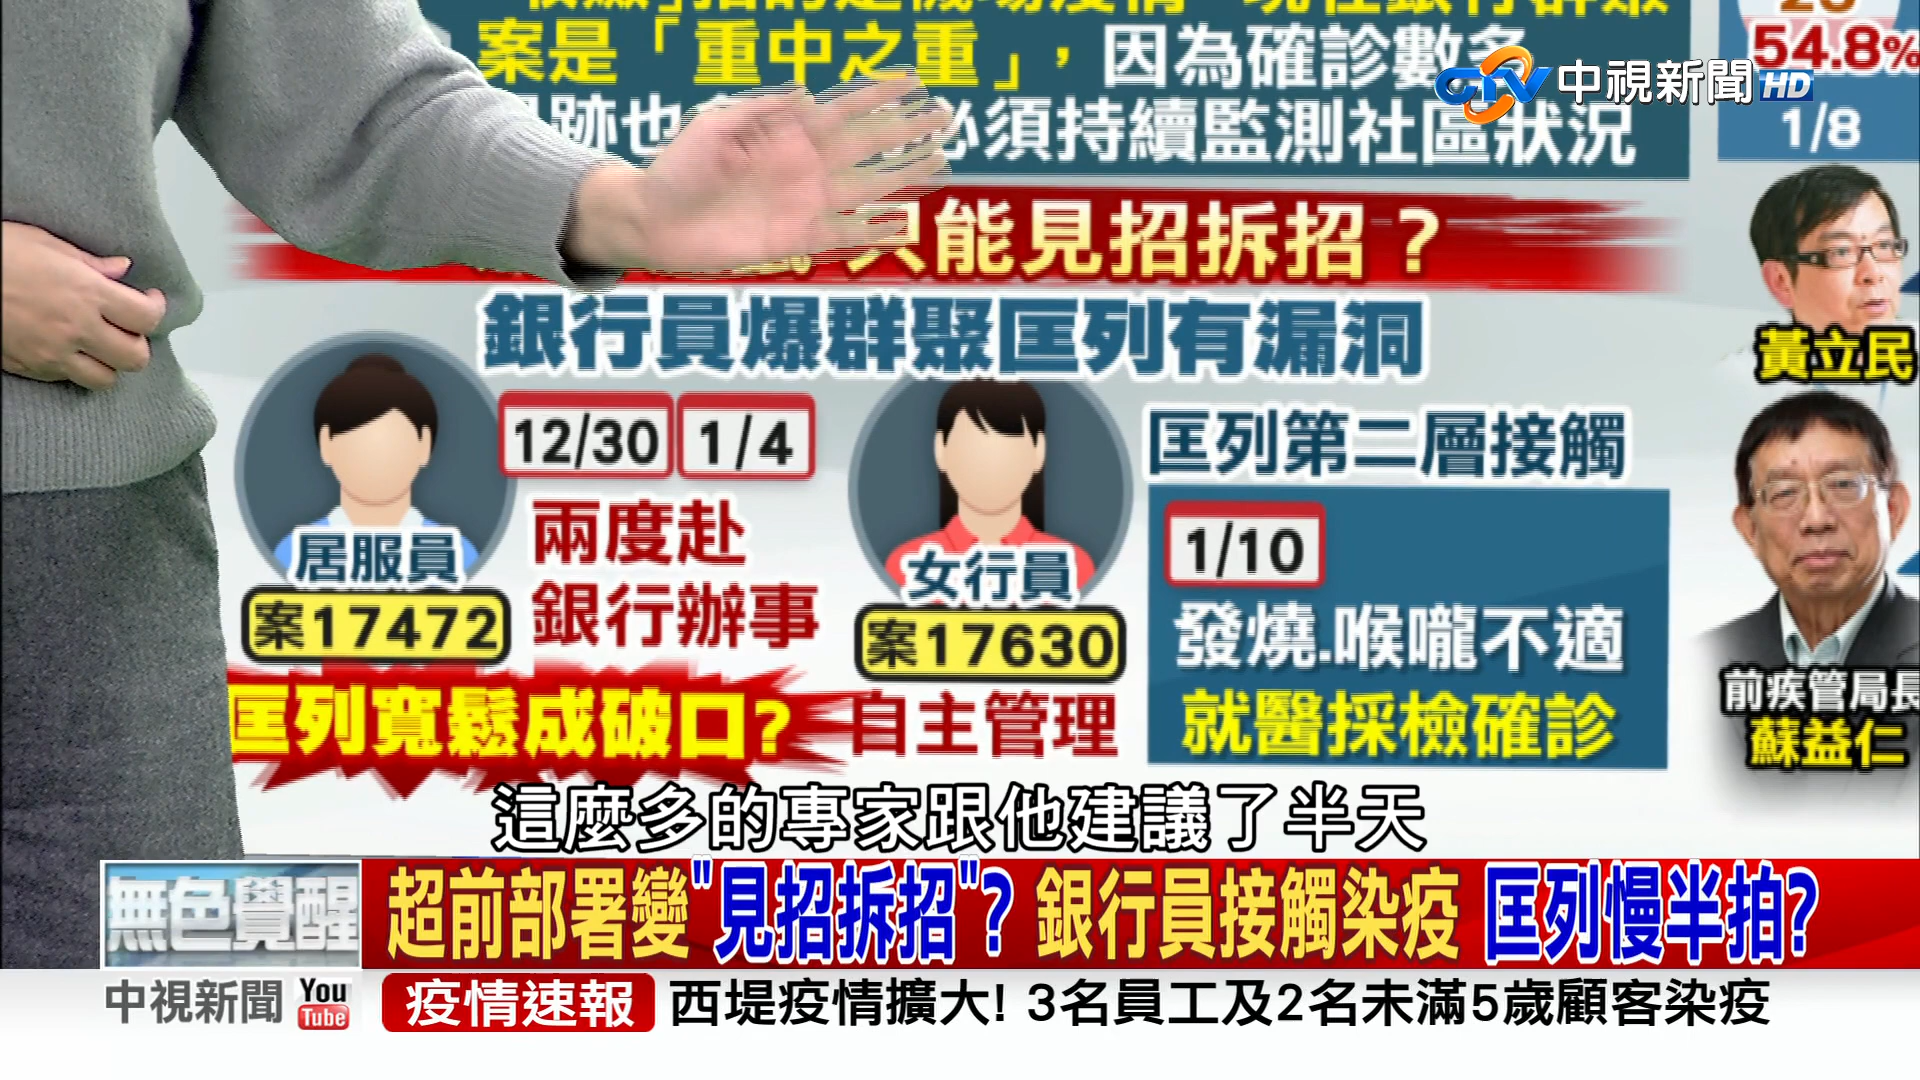 案是「重中之重」，因為確診數多
跡也
必須持續監測社區狀況
54.8%
1/8
中視新聞HD
只能見招拆招？
銀行員爆群聚匡列有漏洞
黃立民
12/30 1/4
兩度赴
銀行辦事
居服員
案17472
匡列寬鬆成破口?
女行員
案17630
自主管理
匡列第二層接觸
1/10
發燒.喉嚨不適
就醫採檢確診
前疾管局長
蘇益仁
這麼多的專家跟他建議了半天
無色覺醒
超前部署變"見招拆招"? 銀行員接觸染疫 匡列慢半拍?
中視新聞 YouTube
疫情速報 西堤疫情擴大! 3名員工及2名未滿5歲顧客染疫